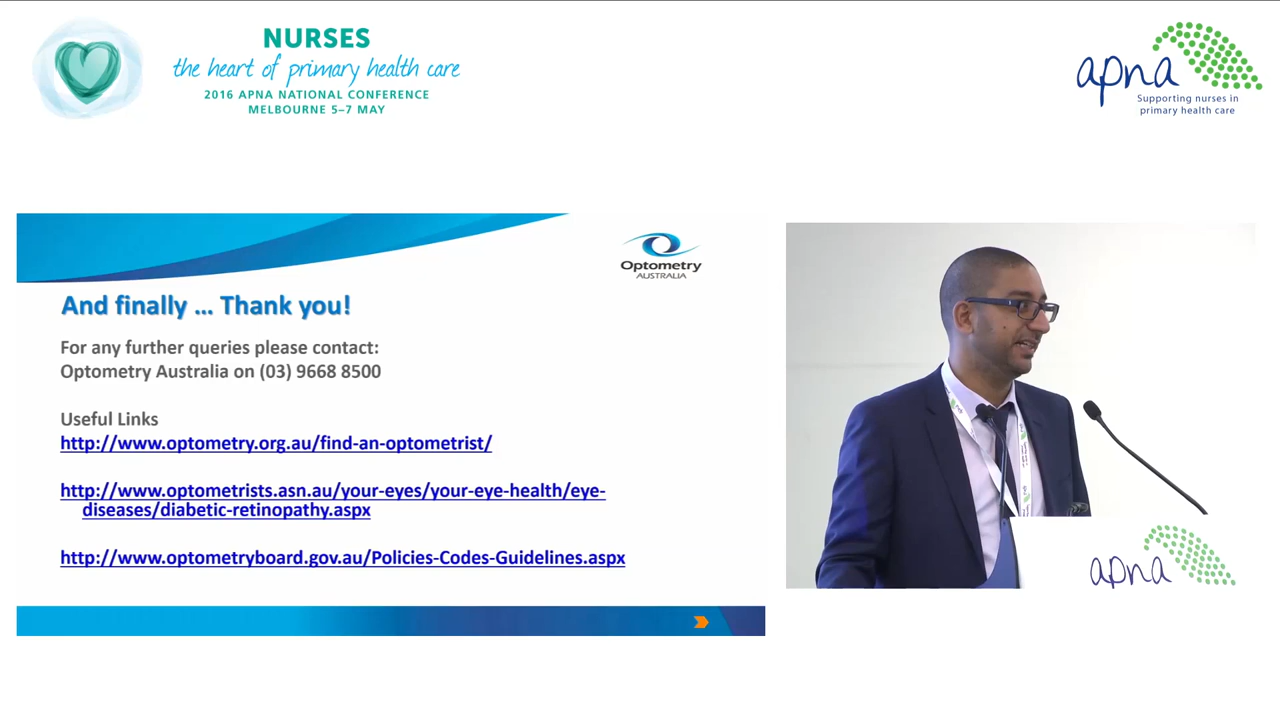 NURSES
the heart of primary health care
2016 APNA NATIONAL CONFERENCE
MELBOURNE 5–7 MAY
apna
Supporting nurses in
primary health care
Optometry
AUSTRALIA
And finally ... Thank you!
For any further queries please contact:
Optometry Australia on (03) 9668 8500
Useful Links
http://www.optometry.org.au/find-an-optometrist/
http://www.optometrists.asn.au/your-eyes/your-eye-health/eye-
diseases/diabetic-retinopathy.aspx
http://www.optometryboard.gov.au/Policies-Codes-Guidelines.aspx
apna